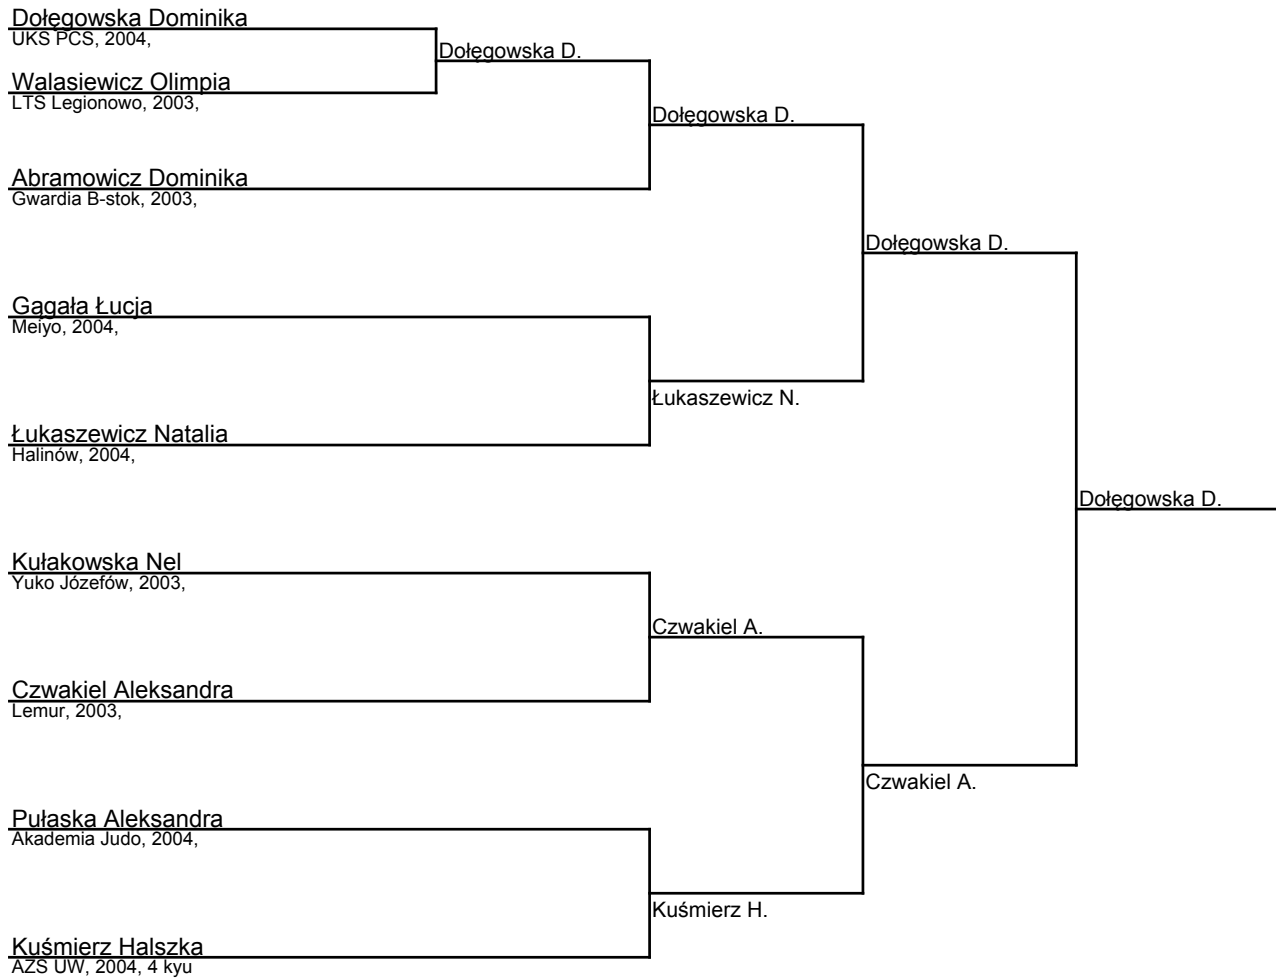 Dołęgowska Dominika
UKS PCS, 2004,
Dołęgowska D.
Walasiewicz Olimpia
LTS Legionowo, 2003,
Dołęgowska D.
Abramowicz Dominika
Gwardia B-stok, 2003,
Dołęgowska D.
Gągała Łucja
Meiyo, 2004,
Łukaszewicz N.
Łukaszewicz Natalia
Halinów, 2004,
Dołęgowska D.
Kułakowska Nel
Yuko Józefów, 2003,
Czwakiel A.
Czwakiel Aleksandra
Lemur, 2003,
Czwakiel A.
Pułaska Aleksandra
Akademia Judo, 2004,
Kuśmierz H.
Kuśmierz Halszka
AZS UW, 2004, 4 kyu